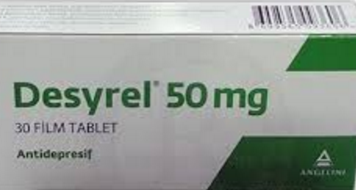 Desyrel® 50 mg
30 FİLM TABLET
Antidepresif
ANGELINI